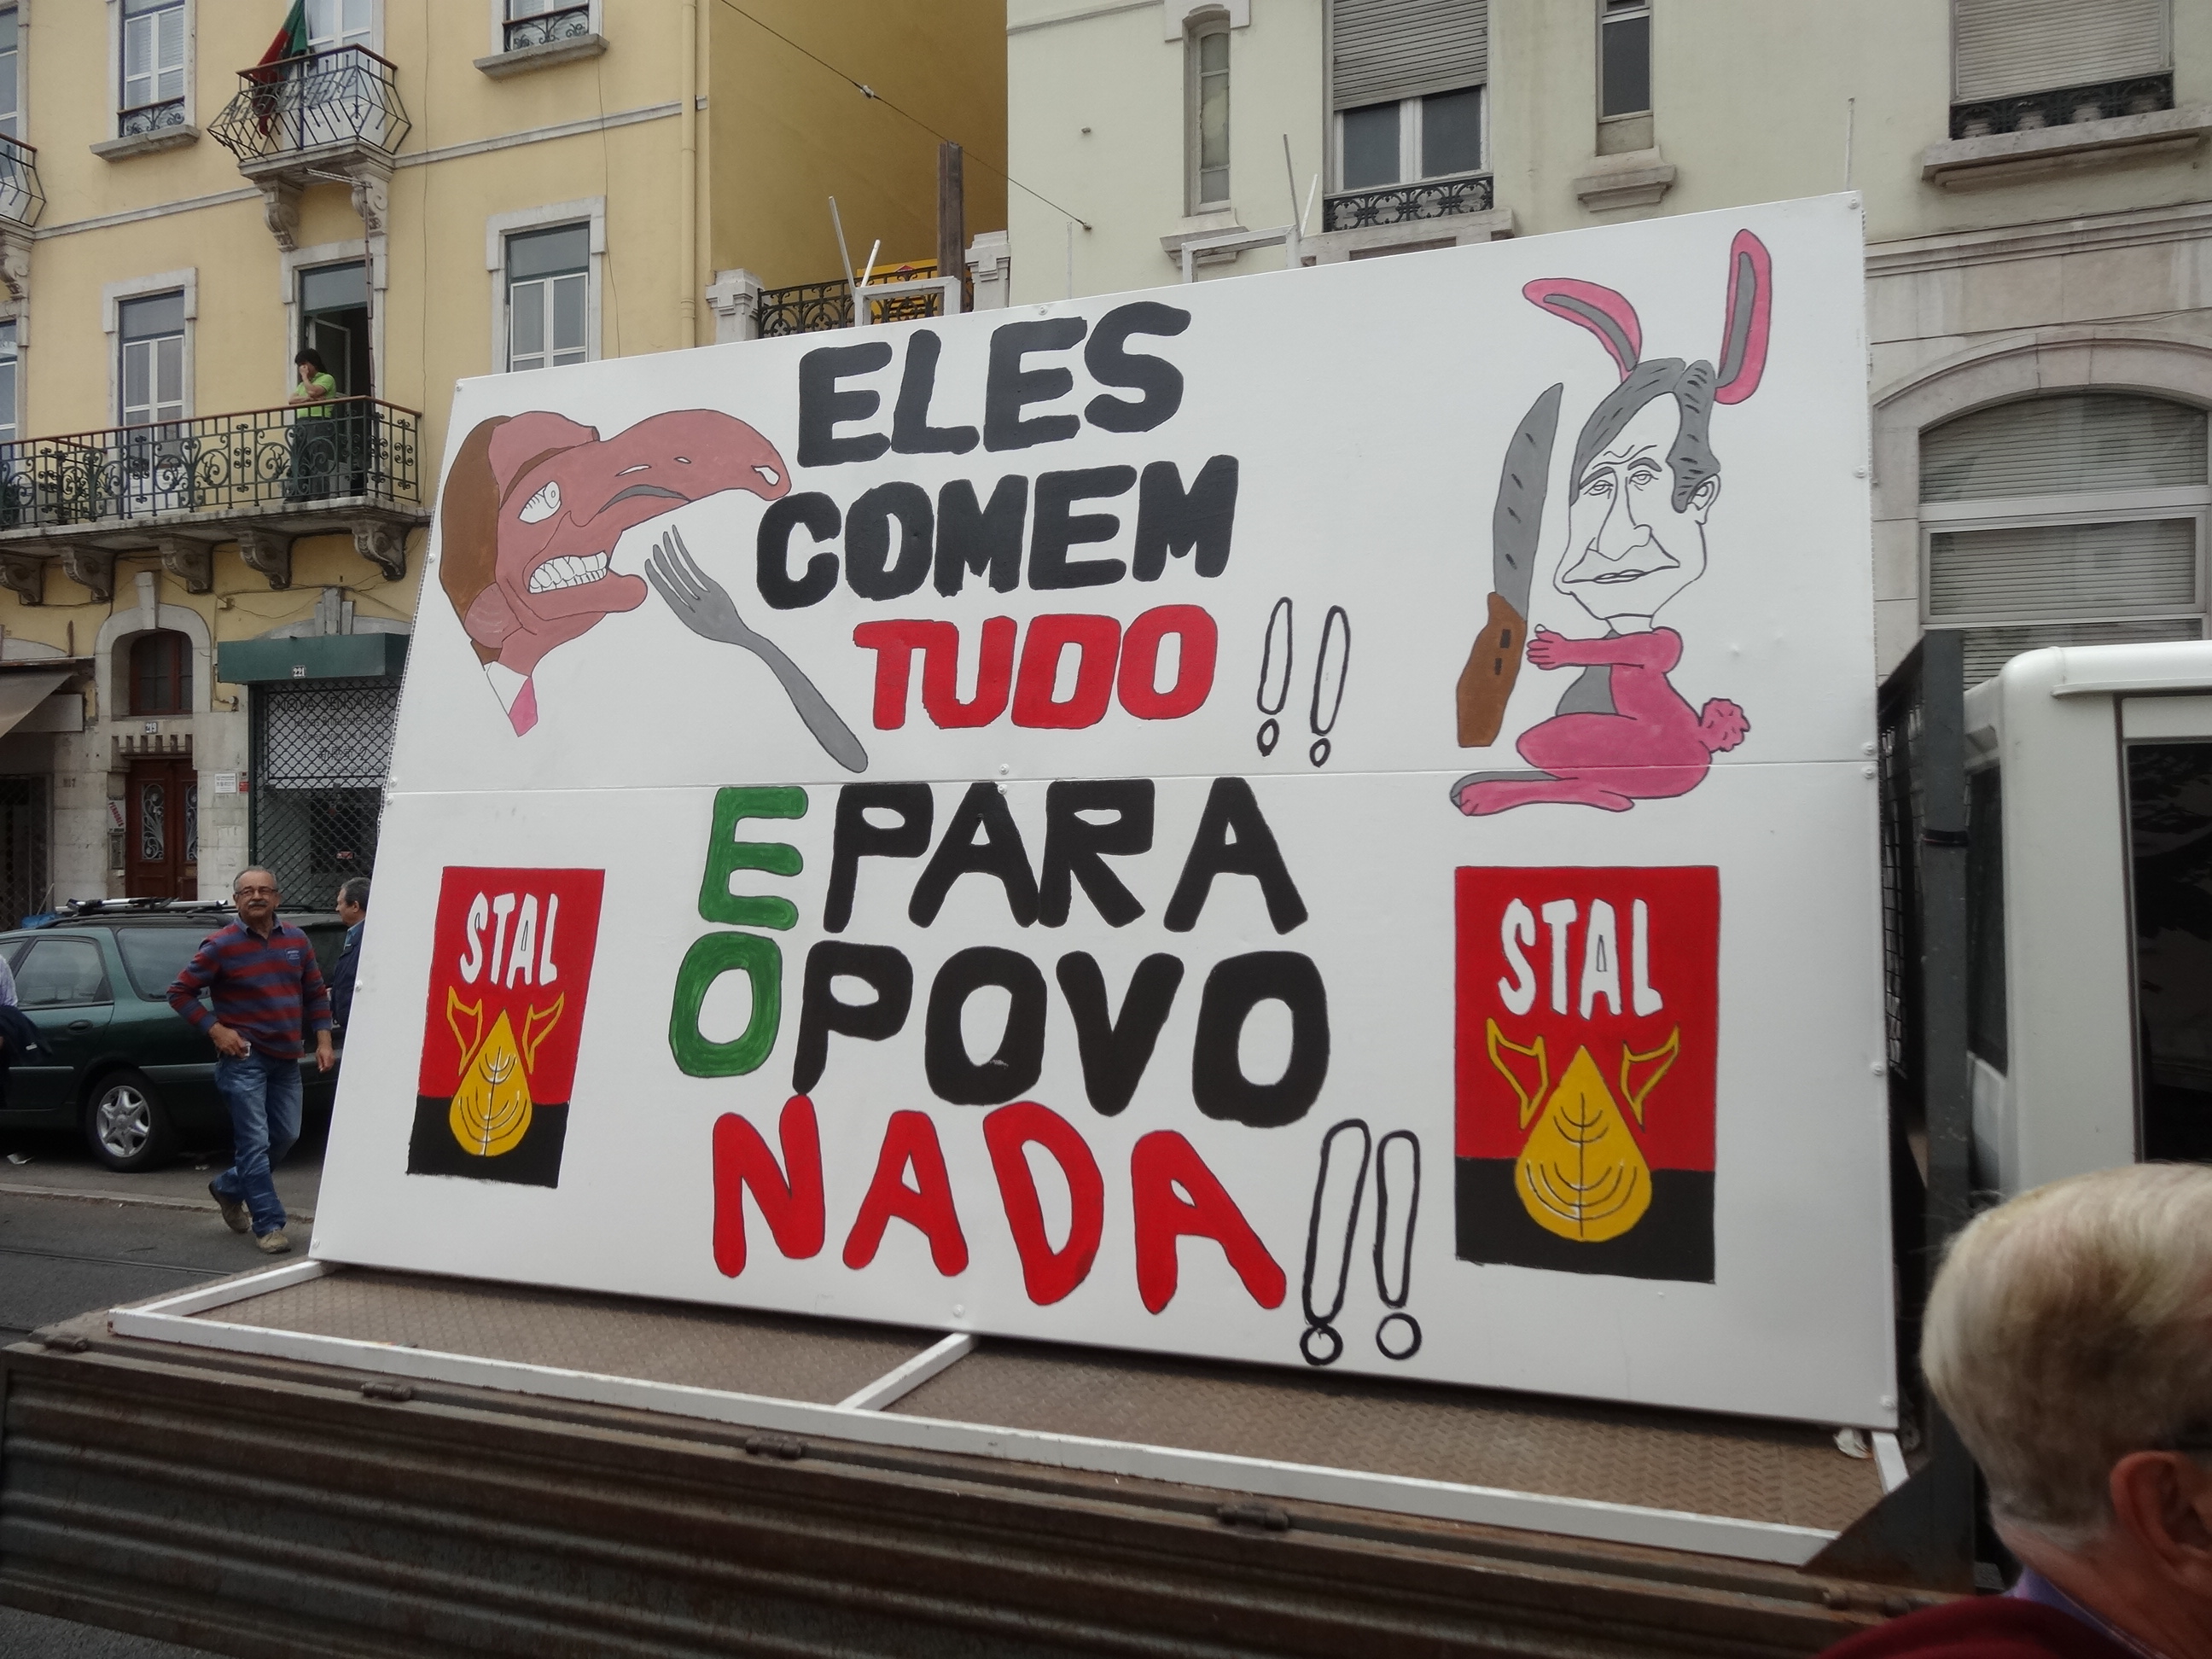 ELES
COMEM
TUDO !!
E PARA
O POVO
NADA !!
STAL
STAL